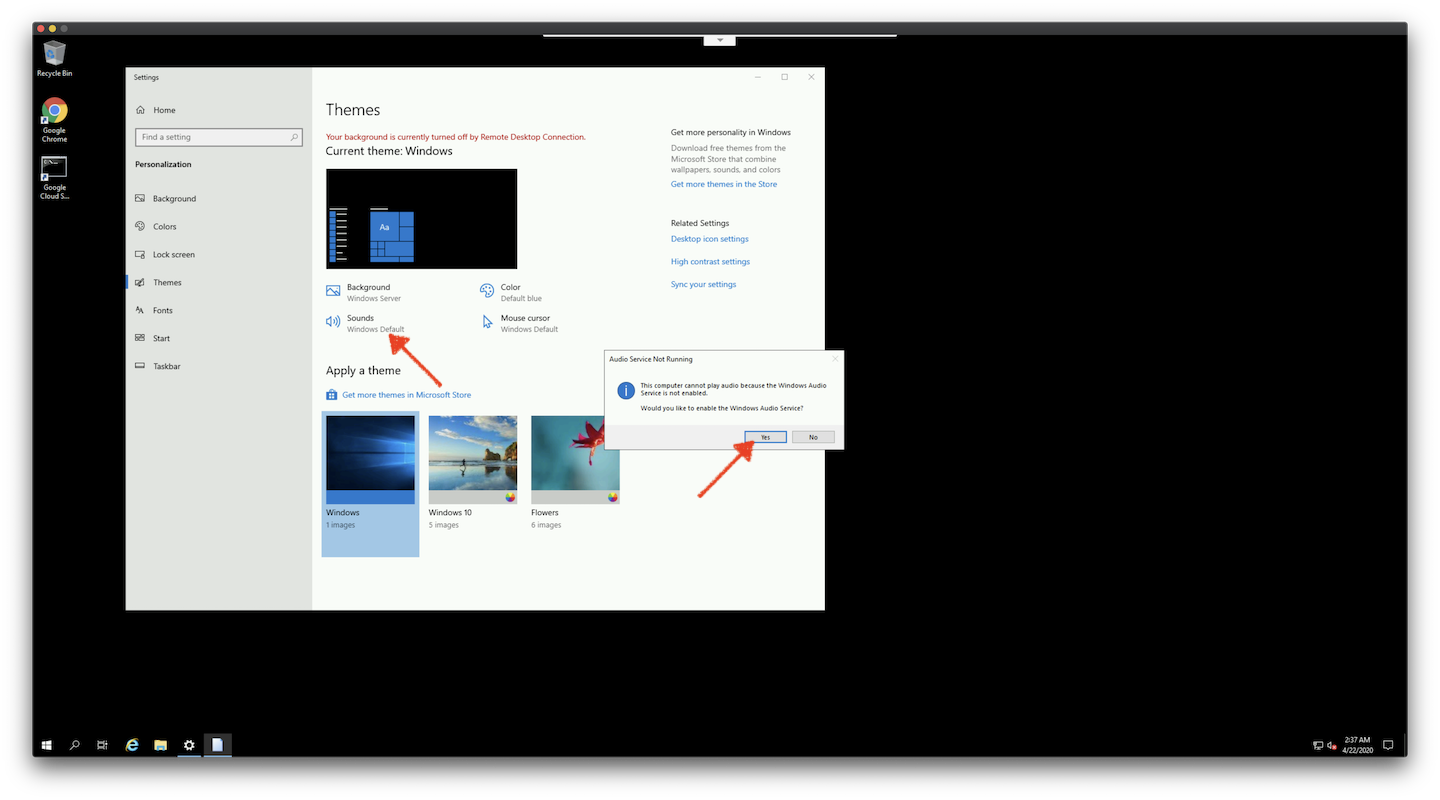 Recycle Bin
Google
Chrome
Google
Cloud S...
Settings
Home
Find a setting
Personalization
Background
Colors
Lock screen
Themes
Fonts
Start
Taskbar
Themes
Your background is currently turned off by Remote Desktop Connection.
Current theme: Windows
Aa
Background
Windows Server
Color
Default blue
Sounds
Windows Default
Mouse cursor
Windows Default
Apply a theme
Get more themes in Microsoft Store
Windows
1 images
Windows 10
5 images
Flowers
6 images
Get more personality in Windows
Download free themes from the
Microsoft Store that combine
wallpapers, sounds, and colors
Get more themes in the Store
Related Settings
Desktop icon settings
High contrast settings
Sync your settings
Audio Service Not Running
This computer cannot play audio because the Windows Audio
Service is not enabled.
Would you like to enable the Windows Audio Service?
Yes
No
2:37 AM
4/22/2020